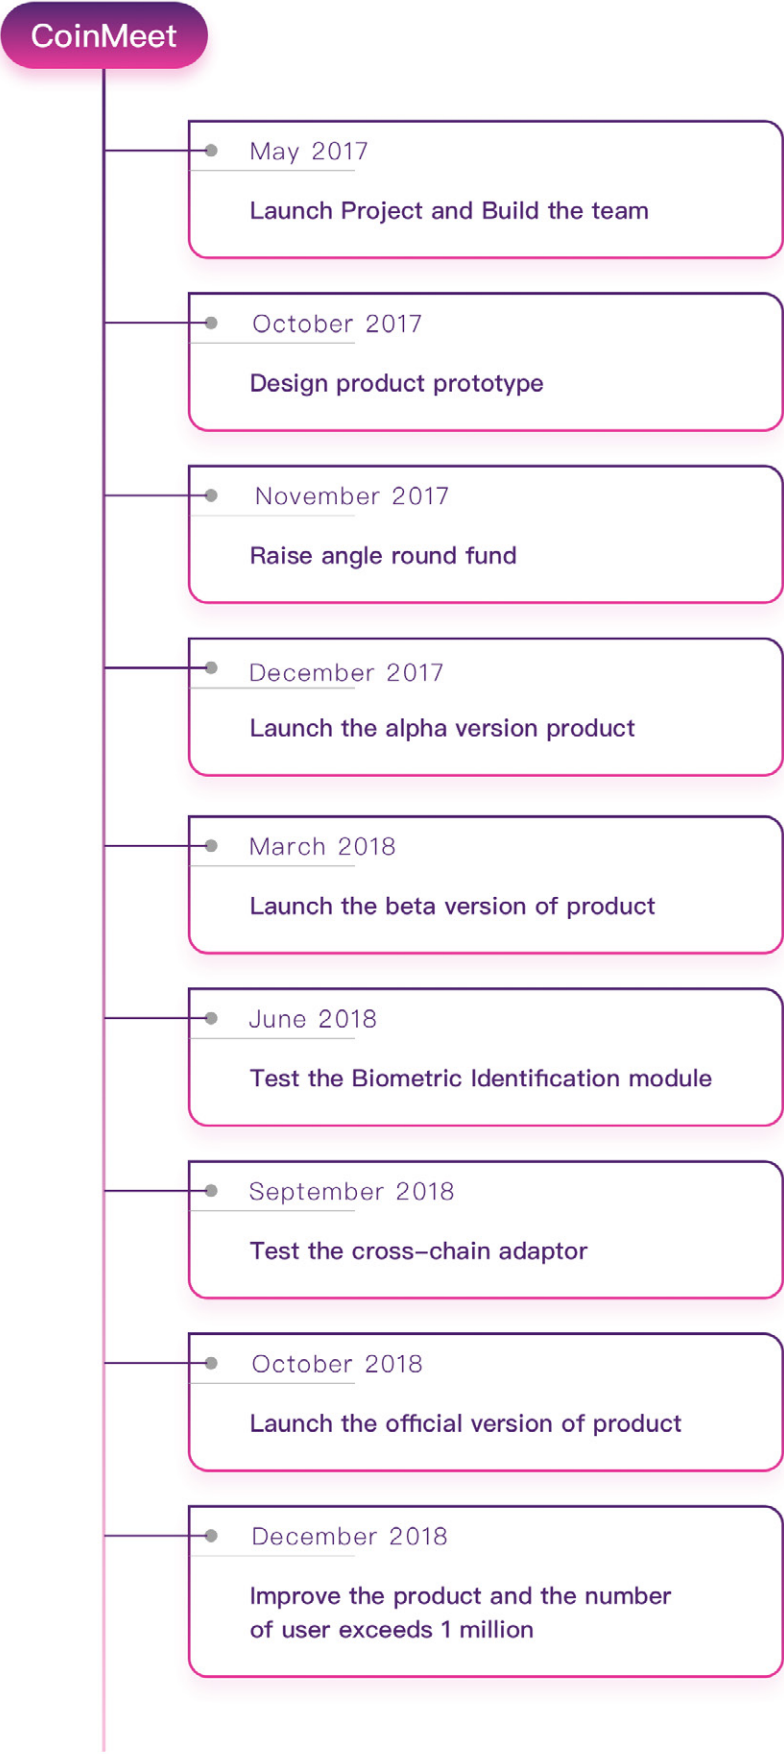 CoinMeet
May 2017
Launch Project and Build the team
October 2017
Design product prototype
November 2017
Raise angle round fund
December 2017
Launch the alpha version product
March 2018
Launch the beta version of product
June 2018
Test the Biometric Identification module
September 2018
Test the cross-chain adaptor
October 2018
Launch the official version of product
December 2018
Improve the product and the number
of user exceeds 1 million